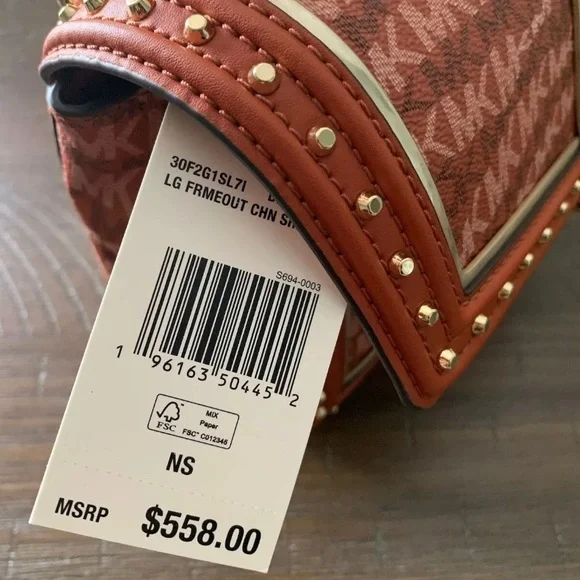 30F2G1SL7I
LG FRMEOUT CHN
S694-0003
1 96163 50445 2
FSC
MIX
Paper
FSC® C012345
NS
MSRP $558.00